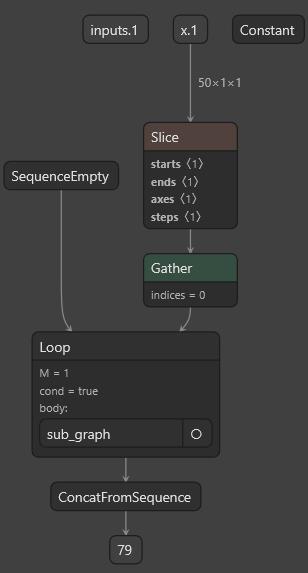 inputs.1
x.1
Constant
50×1×1
Slice
starts 〈1〉
ends 〈1〉
axes 〈1〉
steps 〈1〉
SequenceEmpty
Gather
indices = 0
Loop
M = 1
cond = true
body:
sub_graph
ConcatFromSequence
79